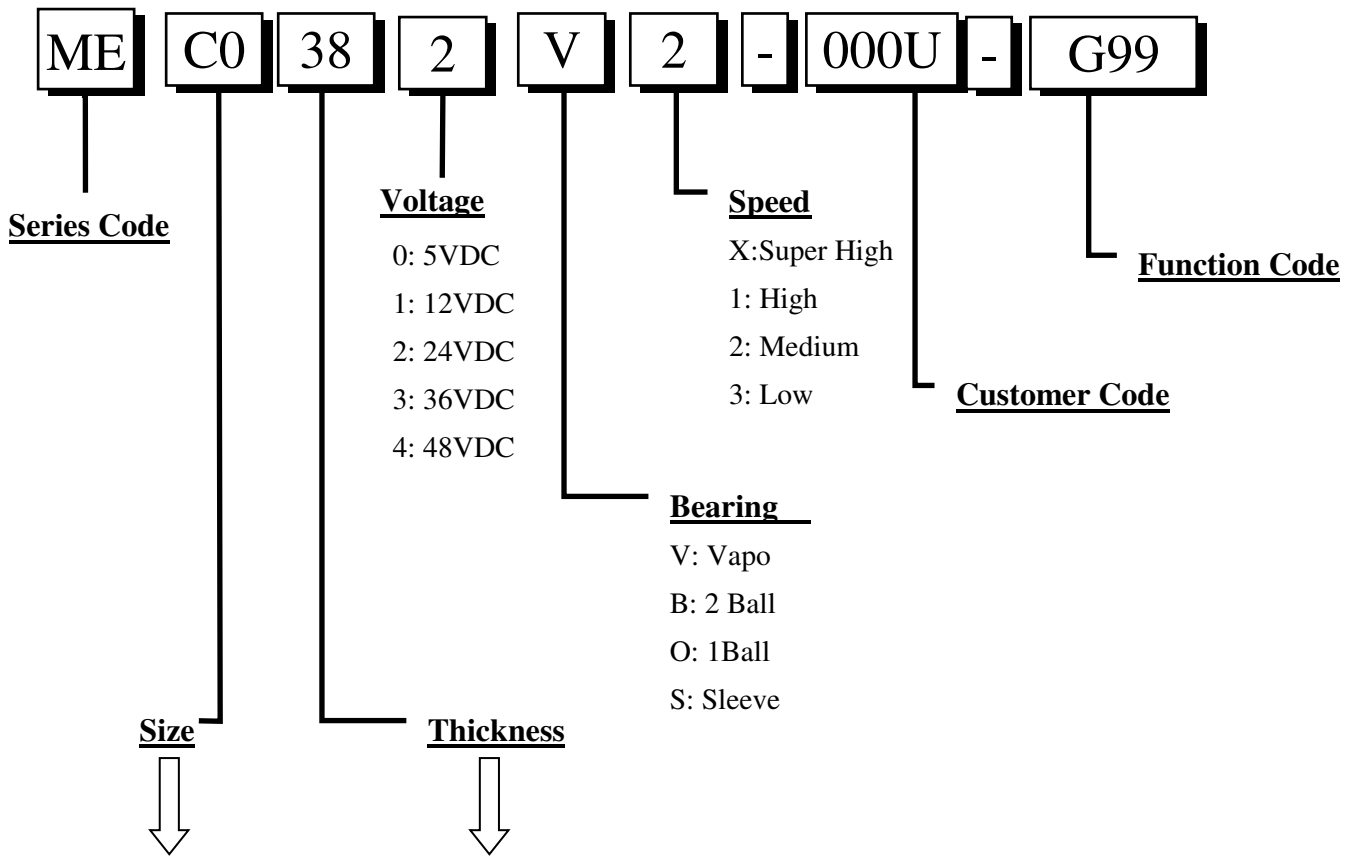 ME C0 38 2 V 2 - 000U - G99
Series Code
Voltage
0: 5VDC
1: 12VDC
2: 24VDC
3: 36VDC
4: 48VDC
Speed
X:Super High
1: High
2: Medium
3: Low
Function Code
Customer Code
Bearing
V: Vapo
B: 2 Ball
O: 1Ball
S: Sleeve
Size
Thickness